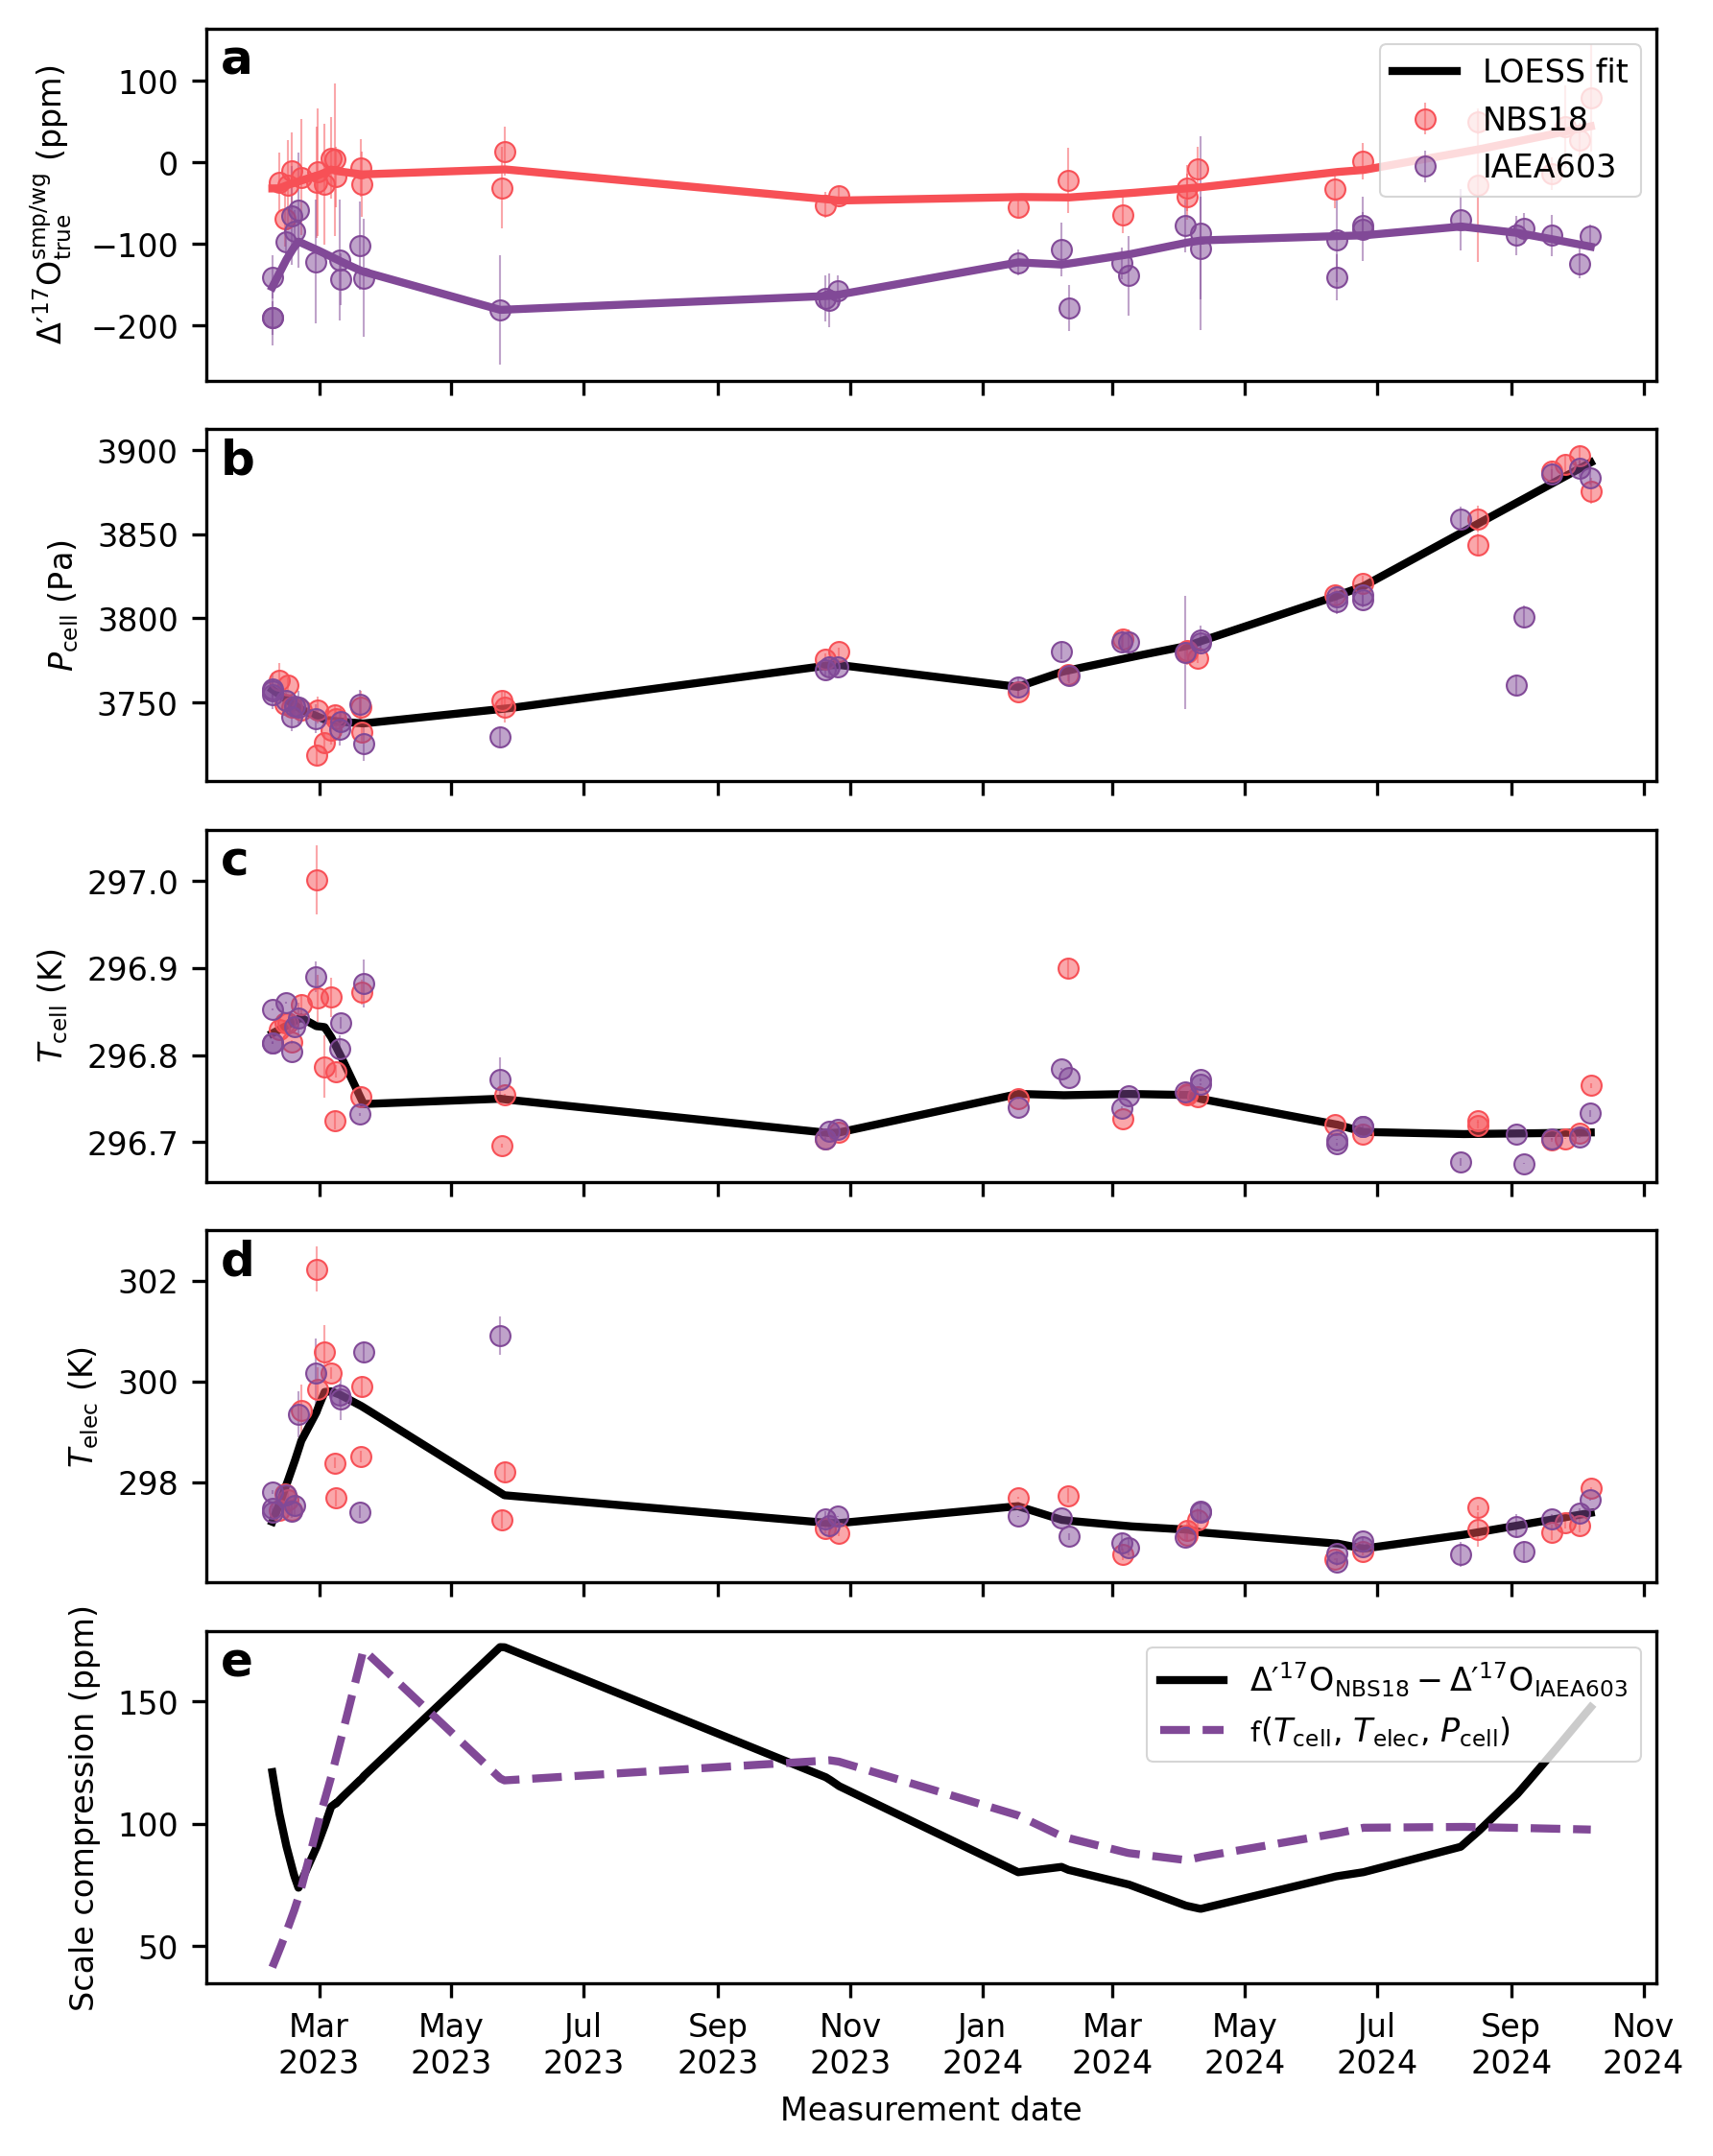 a
Δ′¹⁷O smp/wg true (ppm)
100
0
−100
−200
LOESS fit
NBS18
IAEA603
b
P cell (Pa)
3900
3850
3800
3750
c
T cell (K)
297.0
296.9
296.8
296.7
d
T elec (K)
302
300
298
e
Scale compression (ppm)
150
100
50
Δ′¹⁷O NBS18 − Δ′¹⁷O IAEA603
f(T cell, T elec, P cell)
Mar May Jul Sep Nov Jan Mar May Jul Sep Nov
2023 2023 2023 2023 2023 2024 2024 2024 2024 2024 2024
Measurement date